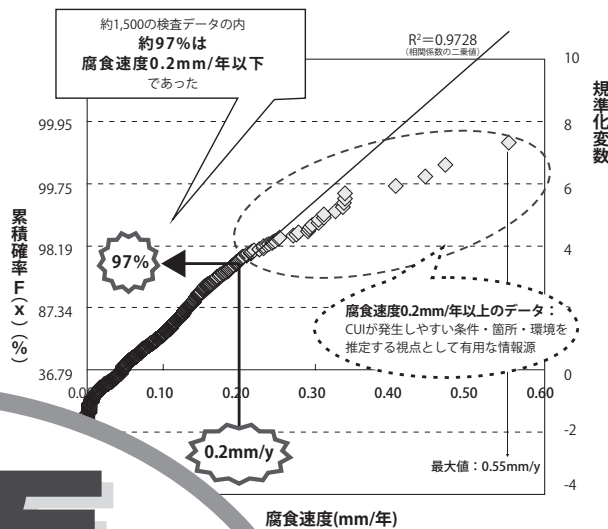 約1,500の検査データの内
約97%は
腐食速度0.2mm/年以下
であった
R²＝0.9728
（相関係数の二乗値）
10
99.95
8
規準化変数
99.75
6
累積確率F(x)(%)
98.19
4
97%
87.34
腐食速度0.2mm/年以上のデータ：
CUIが発生しやすい条件・箇所・環境を
推定する視点として有用な情報源
36.79
0
0.10
0.20
0.30
0.40
0.50
0.60
-2
0.2mm/y
最大値：0.55mm/y
-4
腐食速度(mm/年)